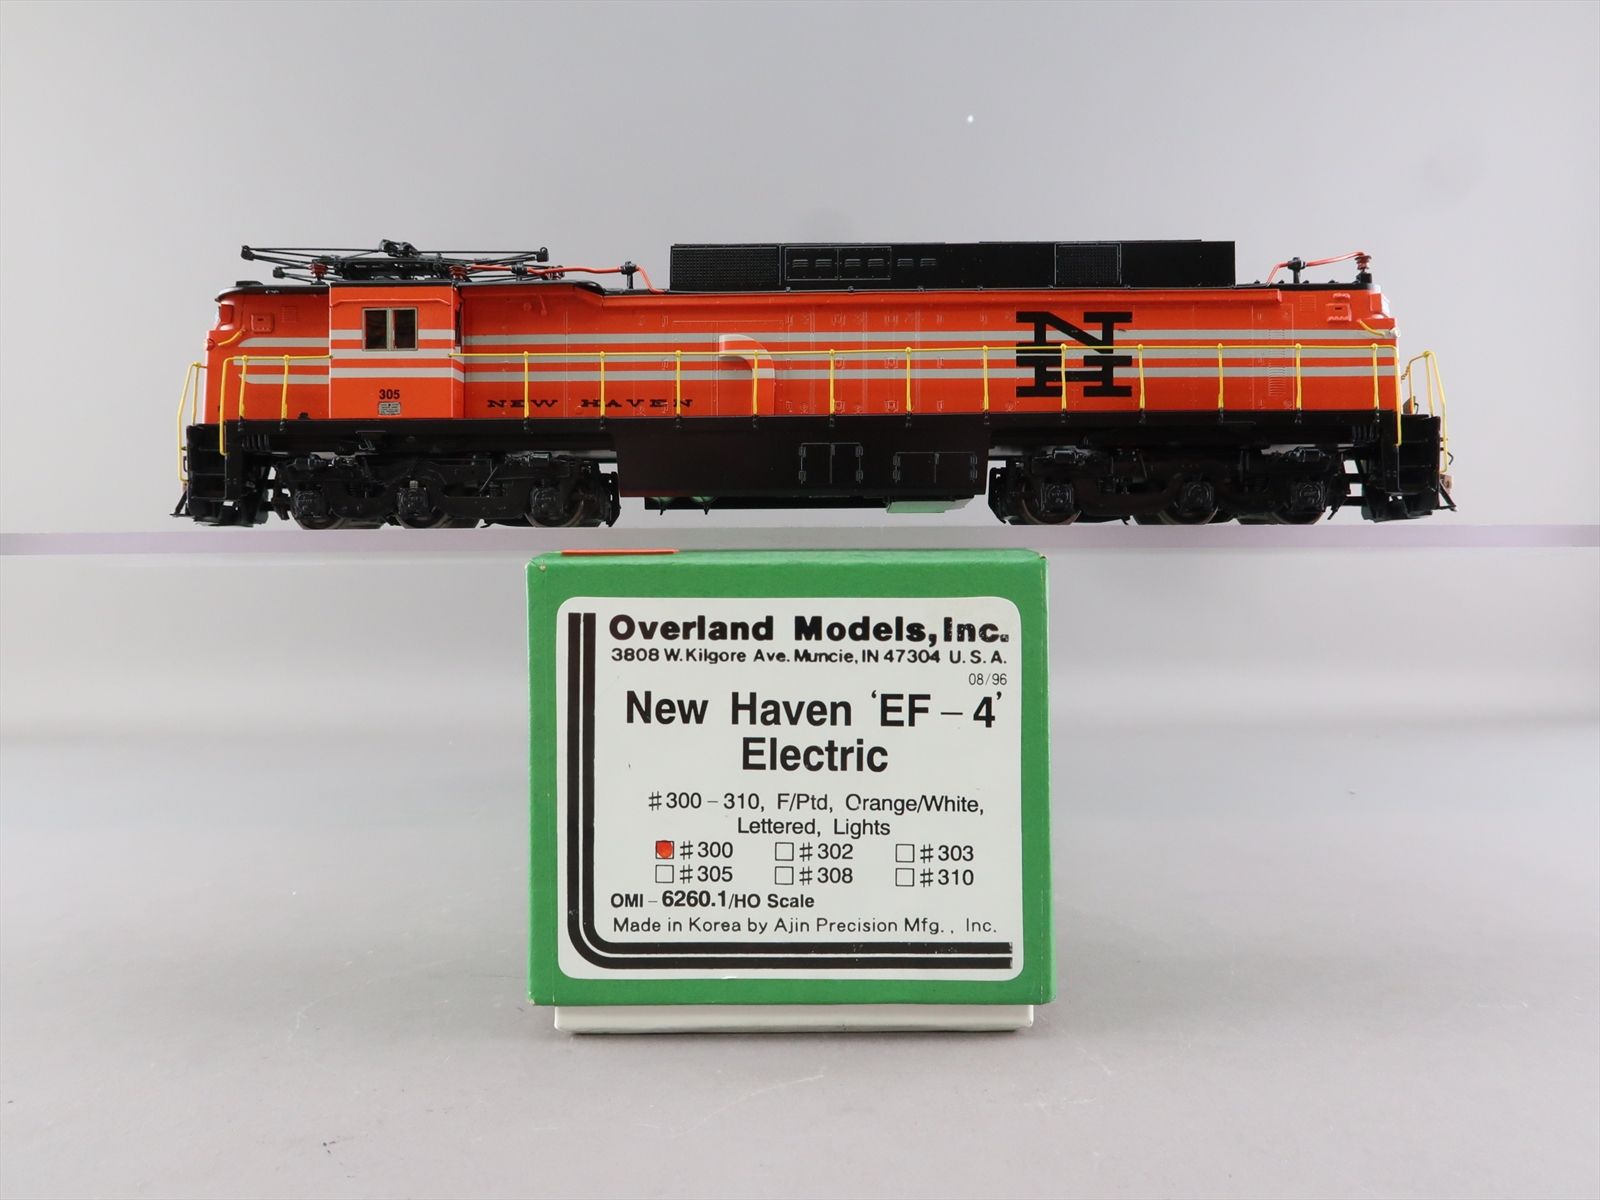 NH
305
NEW HAVEN
Overland Models, Inc.
3808 W. Kilgore Ave. Muncie, IN 47304 U. S. A.
08/96
New Haven ‘EF – 4’
Electric
#300 – 310, F/Ptd, Orange/White,
Lettered, Lights
#300 #302 #303
#305 #308 #310
OMI – 6260.1/HO Scale
Made in Korea by Ajin Precision Mfg., Inc.